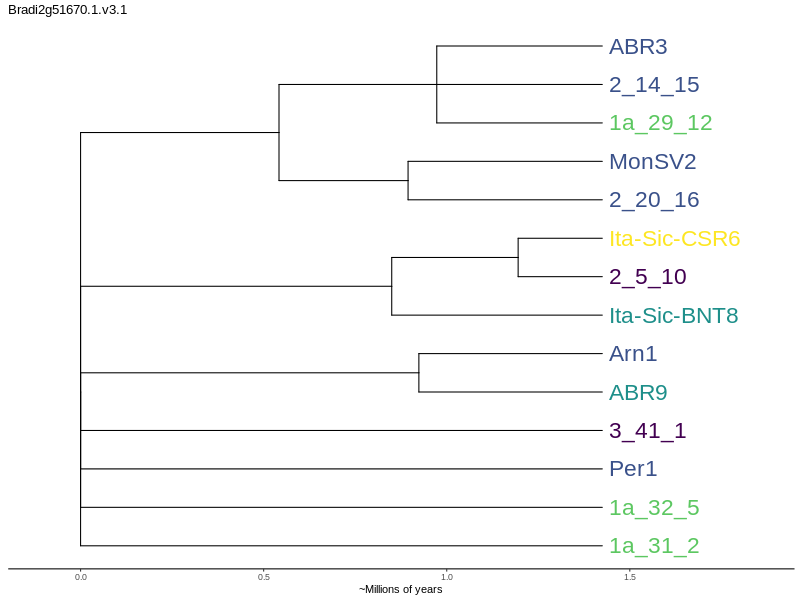 Bradi2g51670.1.v3.1
ABR3
2_14_15
1a_29_12
MonSV2
2_20_16
Ita-Sic-CSR6
2_5_10
Ita-Sic-BNT8
Arn1
ABR9
3_41_1
Per1
1a_32_5
1a_31_2
0.0 0.5 1.0 1.5
~Millions of years